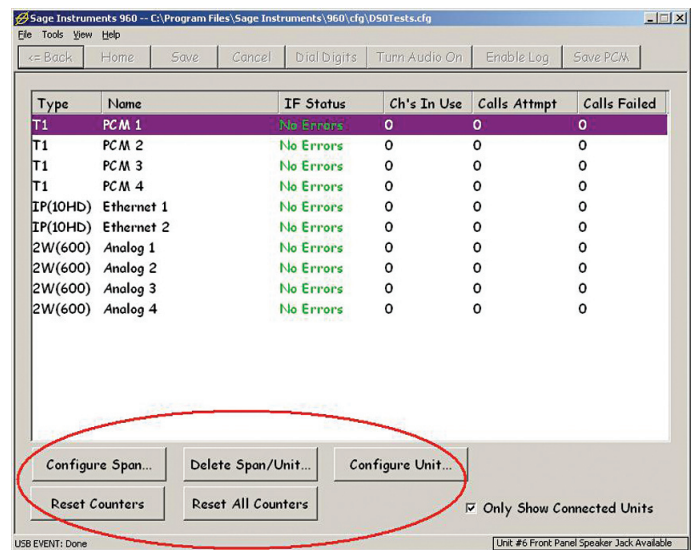 Sage Instruments 960 -- C:\Program Files\Sage Instruments\960\cfg\DS0Tests.cfg
File Tools View Help
<= Back Home Save Cancel Dial Digits Turn Audio On Enable Log Save PCM
Type Name IF Status Ch's In Use Calls Attmpt Calls Failed
T1 PCM 1 No Errors 0 0 0
T1 PCM 2 No Errors 0 0 0
T1 PCM 3 No Errors 0 0 0
T1 PCM 4 No Errors 0 0 0
IP(10HD) Ethernet 1 No Errors 0 0 0
IP(10HD) Ethernet 2 No Errors 0 0 0
2W(600) Analog 1 No Errors 0 0 0
2W(600) Analog 2 No Errors 0 0 0
2W(600) Analog 3 No Errors 0 0 0
2W(600) Analog 4 No Errors 0 0 0
Configure Span... Delete Span/Unit... Configure Unit...
Reset Counters Reset All Counters Only Show Connected Units
USB EVENT: Done Unit #6 Front Panel Speaker Jack Available